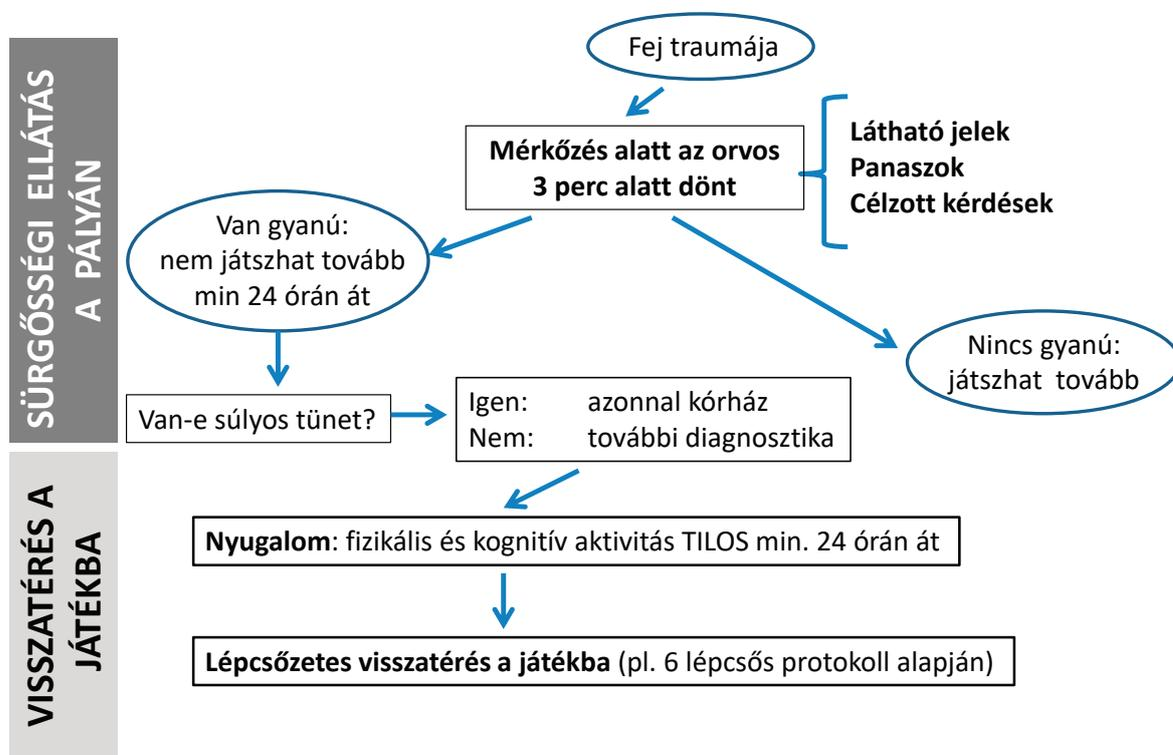 SÜRGŐSSÉGI ELLÁTÁS
A PÁLYÁN
Fej traumája
Mérkőzés alatt az orvos
3 perc alatt dönt
Látható jelek
Panaszok
Célzott kérdések
Van gyanú:
nem játszhat tovább
min 24 órán át
Nincs gyanú:
játszhat tovább
Van-e súlyos tünet?
Igen: azonnal kórház
Nem: további diagnosztika
VISSZATÉRÉS A
JÁTÉKBA
Nyugalom: fizikális és kognitív aktivitás TILOS min. 24 órán át
Lépcsőzetes visszatérés a játékba (pl. 6 lépcsős protokoll alapján)